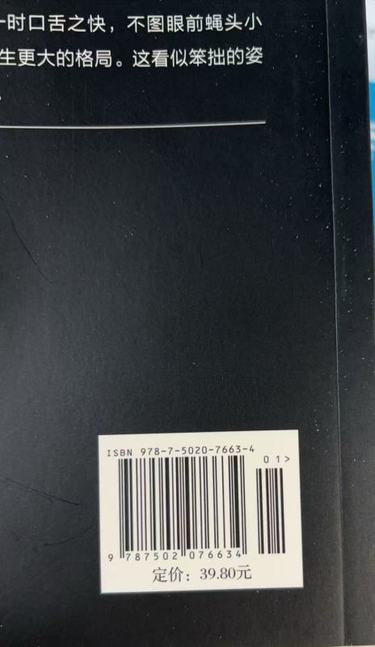 一时口舌之快，不图眼前蝇头小
生更大的格局。这看似笨拙的姿
ISBN 978-7-5020-7663-4
01>
9 787502 076634
定价：39.80元